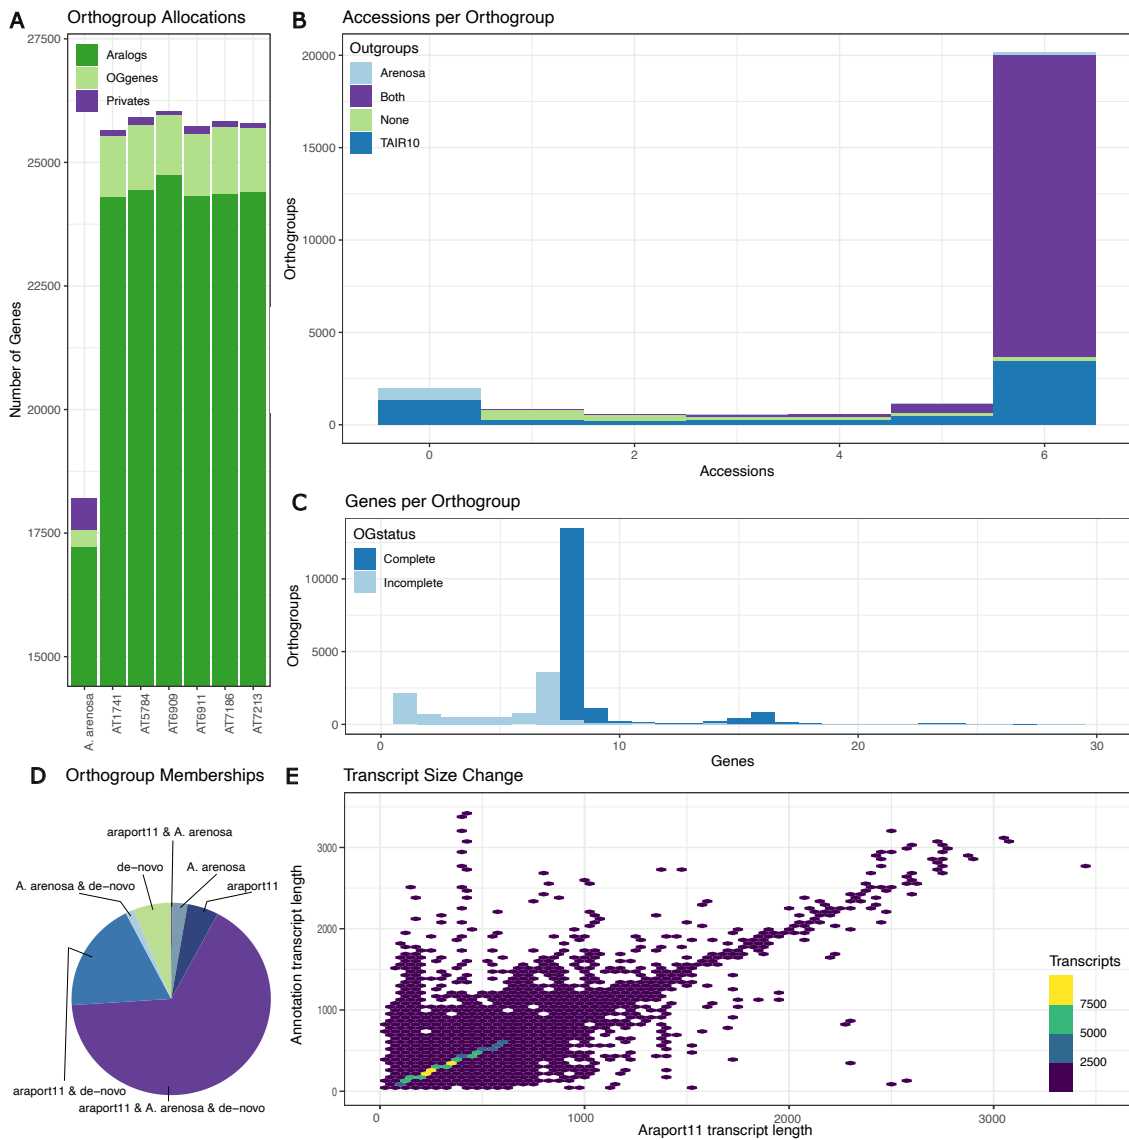 A Orthogroup Allocations
27500
25000
22500
20000
17500
15000
Number of Genes
Aralogs
OGgenes
Privates
A. arenosa
AT1741
AT5784
AT6909
AT6911
AT7186
AT7213
B Accessions per Orthogroup
Outgroups
Arenosa
Both
None
TAIR10
20000
15000
10000
5000
0
Orthogroups
0 2 4 6
Accessions
C Genes per Orthogroup
OGstatus
Complete
Incomplete
10000
5000
0
Orthogroups
0 10 20 30
Genes
D Orthogroup Memberships
araport11 & A. arenosa
de-novo
A. arenosa
A. arenosa & de-novo
araport11
araport11 & de-novo
araport11 & A. arenosa & de-novo
E Transcript Size Change
3000
2000
1000
0
Annotation transcript length
Transcripts
7500
5000
2500
0 1000 2000 3000
Araport11 transcript length